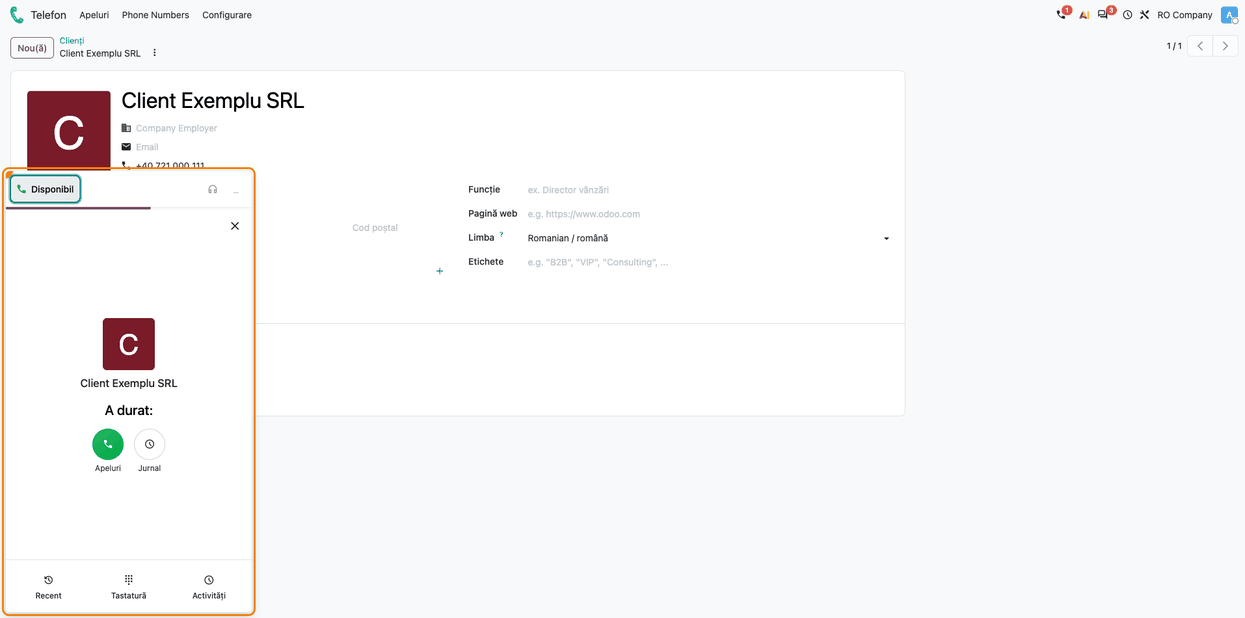 Telefon Apeluri Phone Numbers Configurare 1 AI 3 RO Company A
Nou(ă) Clienți
Client Exemplu SRL 1 / 1
C
Client Exemplu SRL
Company Employer
Email
+40 721 000 111
Disponibil ...
Funcție ex. Director vânzări
Pagină web e.g. https://www.odoo.com
Cod poștal
Limba ? Romanian / română
Etichete e.g. "B2B", "VIP", "Consulting", ...
C
Client Exemplu SRL
A durat:
Apeluri Jurnal
Recent Tastatură Activități